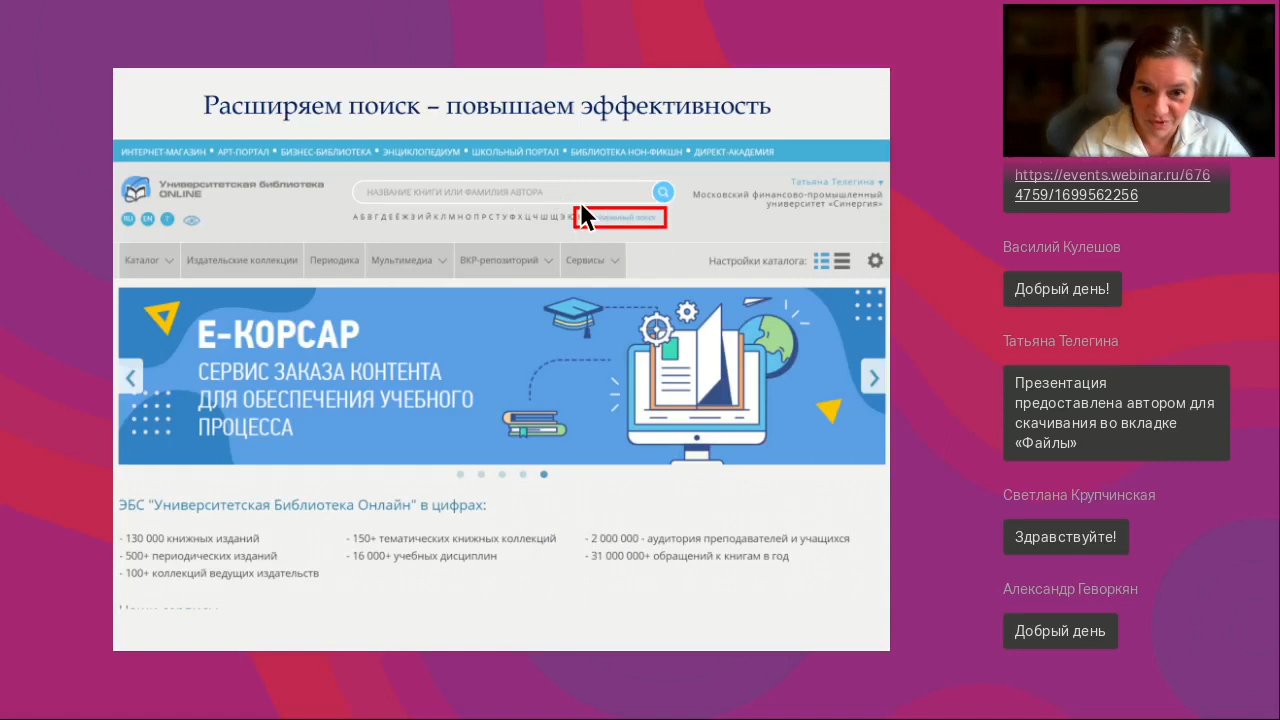 Расширяем поиск – повышаем эффективность
ИНТЕРНЕТ-МАГАЗИН • АРТ-ПОРТАЛ • БИЗНЕС-БИБЛИОТЕКА • ЭНЦИКЛОПЕДИУМ • ШКОЛЬНЫЙ ПОРТАЛ • БИБЛИОТЕКА НОН-ФИКШН • ДИРЕКТ-АКАДЕМИЯ
Университетская библиотека
ONLINE
НАЗВАНИЕ КНИГИ ИЛИ ФАМИЛИЯ АВТОРА
Татьяна Телегина
Московский финансово-промышленный
университет «Синергия»
RU EN
А Б В Г Д Е Ё Ж З И Й К Л М Н О П Р С Т У Ф Х Ц Ч Ш Щ Э
поиск
Каталог Издательские коллекции Периодика Мультимедиа ВКР-репозиторий Сервисы
Настройки каталога:
Е-КОРСАР
СЕРВИС ЗАКАЗА КОНТЕНТА
ДЛЯ ОБЕСПЕЧЕНИЯ УЧЕБНОГО
ПРОЦЕССА
ЭБС "Университетская Библиотека Онлайн" в цифрах:
- 130 000 книжных изданий
- 500+ периодических изданий
- 100+ коллекций ведущих издательств
- 150+ тематических книжных коллекций
- 16 000+ учебных дисциплин
- 2 000 000 - аудитория преподавателей и учащихся
- 31 000 000+ обращений к книгам в год
https://events.webinar.ru/676
4759/1699562256
Василий Кулешов
Добрый день!
Татьяна Телегина
Презентация
предоставлена автором для
скачивания во вкладке
«Файлы»
Светлана Крупчинская
Здравствуйте!
Александр Геворкян
Добрый день